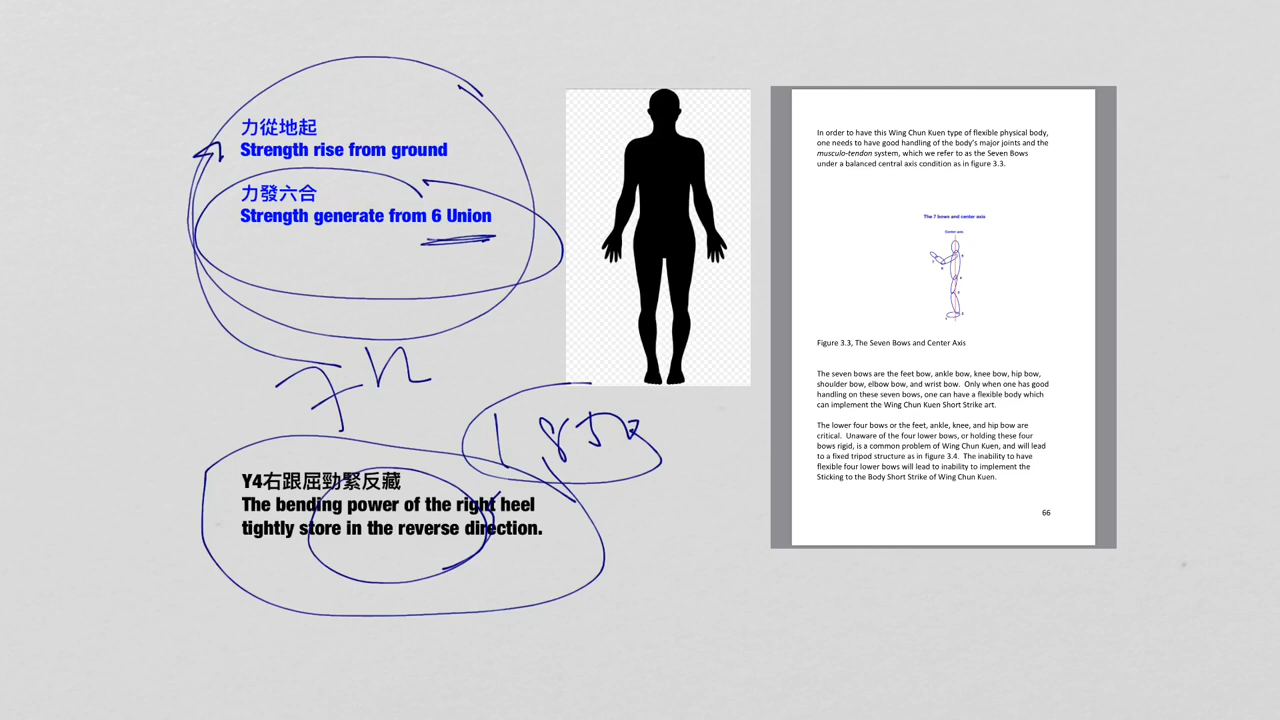 力從地起
Strength rise from ground
力發六合
Strength generate from 6 Union
1850
Y4右跟屈勁緊反藏
The bending power of the right heel
tightly store in the reverse direction.
In order to have this Wing Chun Kuen type of flexible physical body,
one needs to have good handling of the body's major joints and the
musculo-tendon system, which we refer to as the Seven Bows
under a balanced central axis condition as in figure 3.3.
The 7 bows and center axis
Center axis
Figure 3.3, The Seven Bows and Center Axis
The seven bows are the feet bow, ankle bow, knee bow, hip bow,
shoulder bow, elbow bow, and wrist bow. Only when one has good
handling on these seven bows, one can have a flexible body which
can implement the Wing Chun Kuen Short Strike art.
The lower four bows or the feet, ankle, knee, and hip bow are
critical. Unaware of the four lower bows, or holding these four
bows rigid, is a common problem of Wing Chun Kuen, and will lead
to a fixed tripod structure as in figure 3.4. The inability to have
flexible four lower bows will lead to inability to implement the
Sticking to the Body Short Strike of Wing Chun Kuen.
66